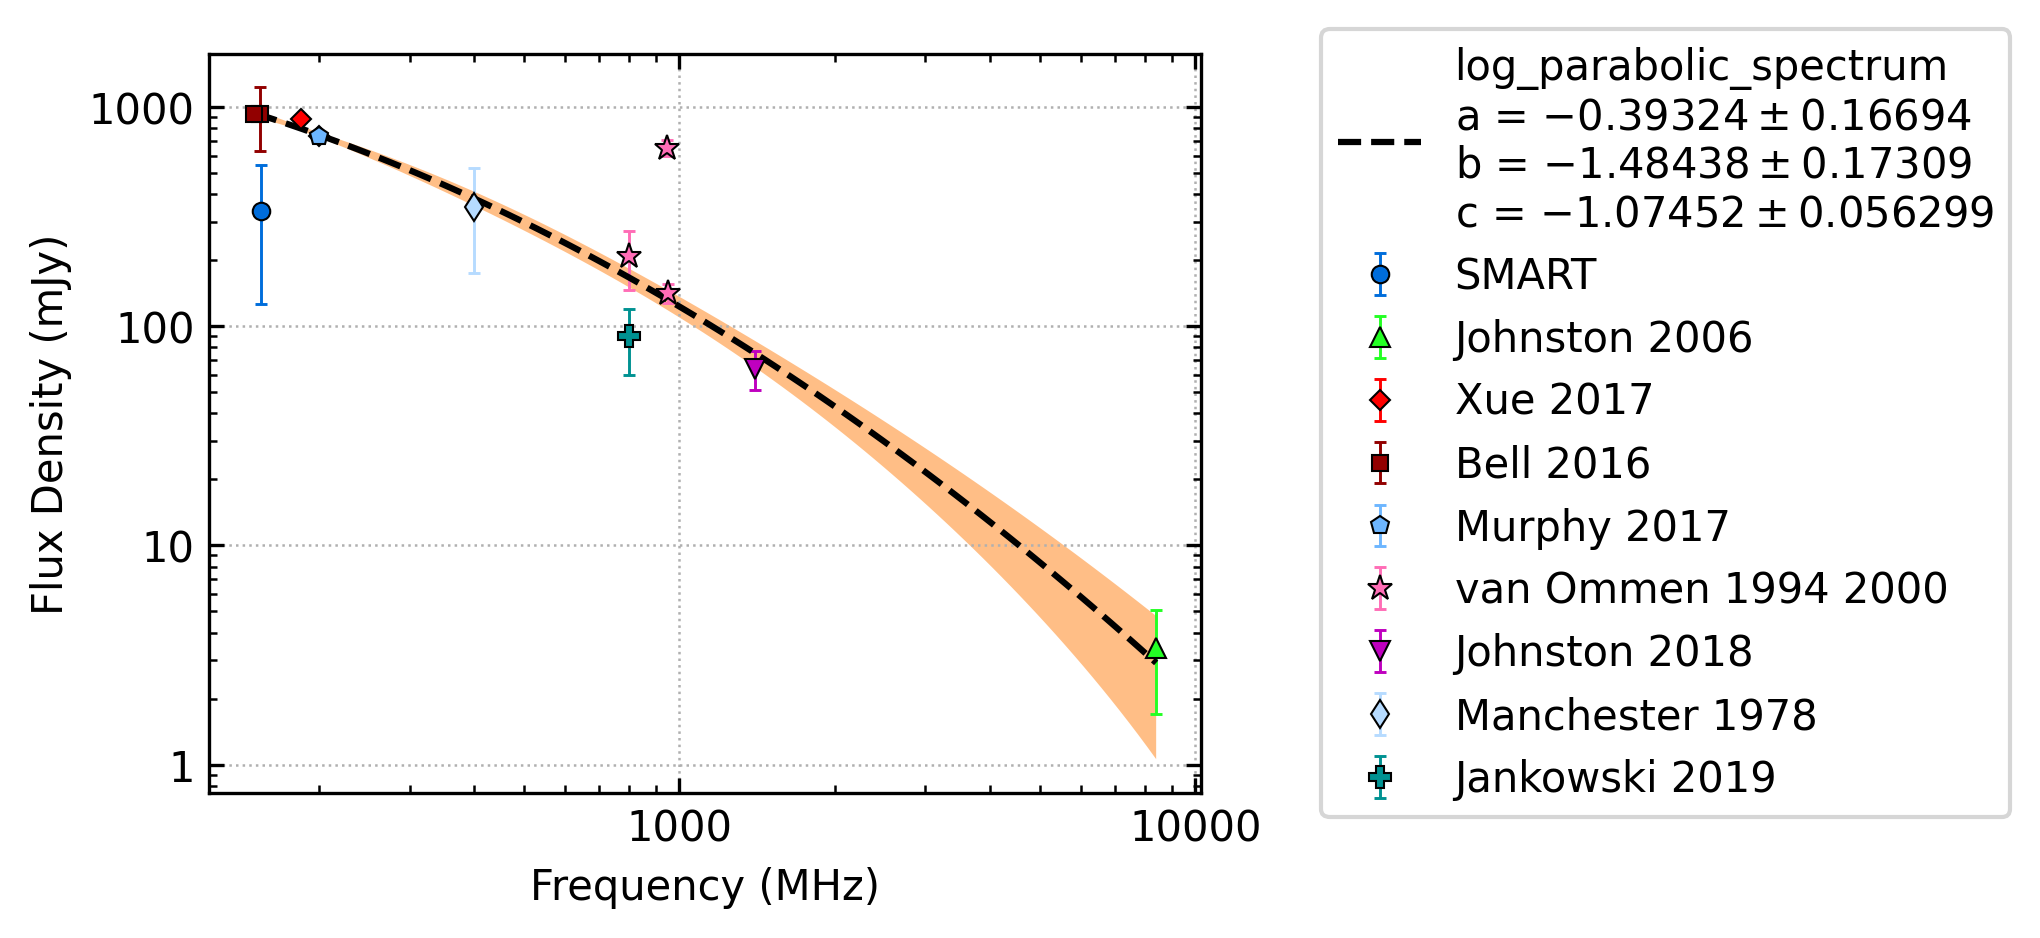 1000
100
10
1
Flux Density (mJy)
1000
10000
Frequency (MHz)
log_parabolic_spectrum
a = −0.39324 ± 0.16694
b = −1.48438 ± 0.17309
c = −1.07452 ± 0.056299
SMART
Johnston 2006
Xue 2017
Bell 2016
Murphy 2017
van Ommen 1994 2000
Johnston 2018
Manchester 1978
Jankowski 2019